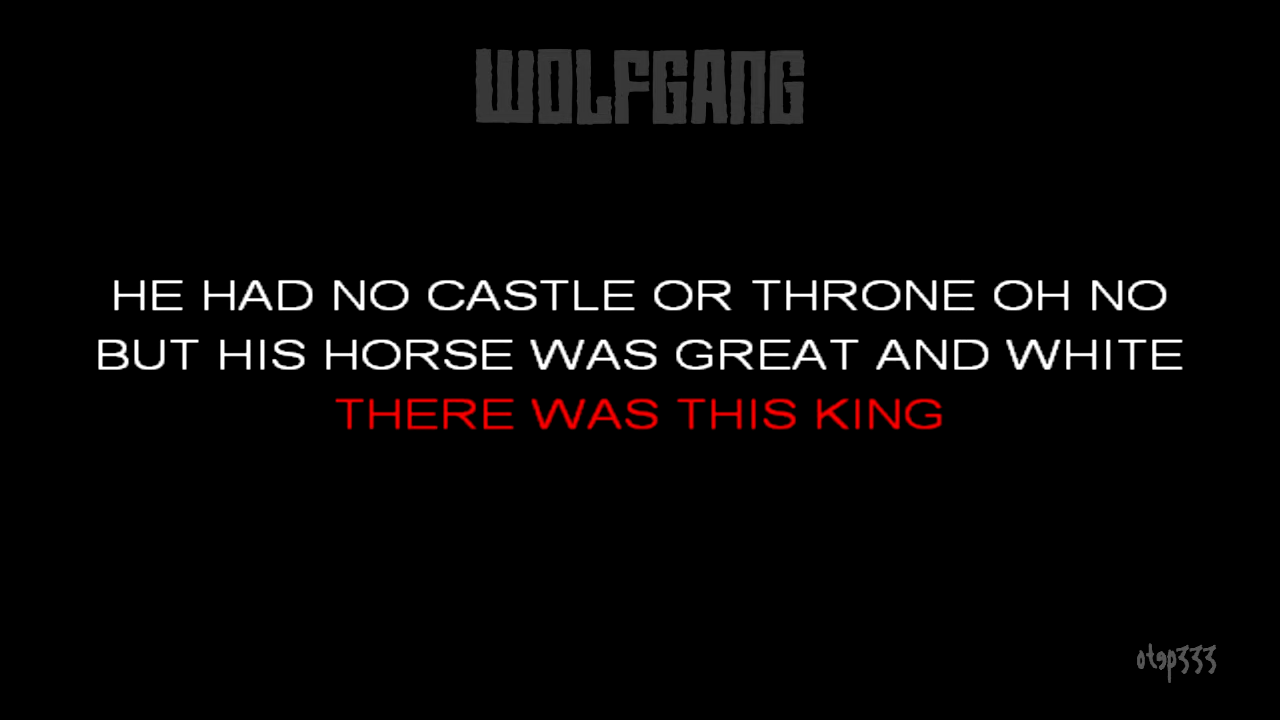 WOLFGANG
HE HAD NO CASTLE OR THRONE OH NO
BUT HIS HORSE WAS GREAT AND WHITE
THERE WAS THIS KING
otep333